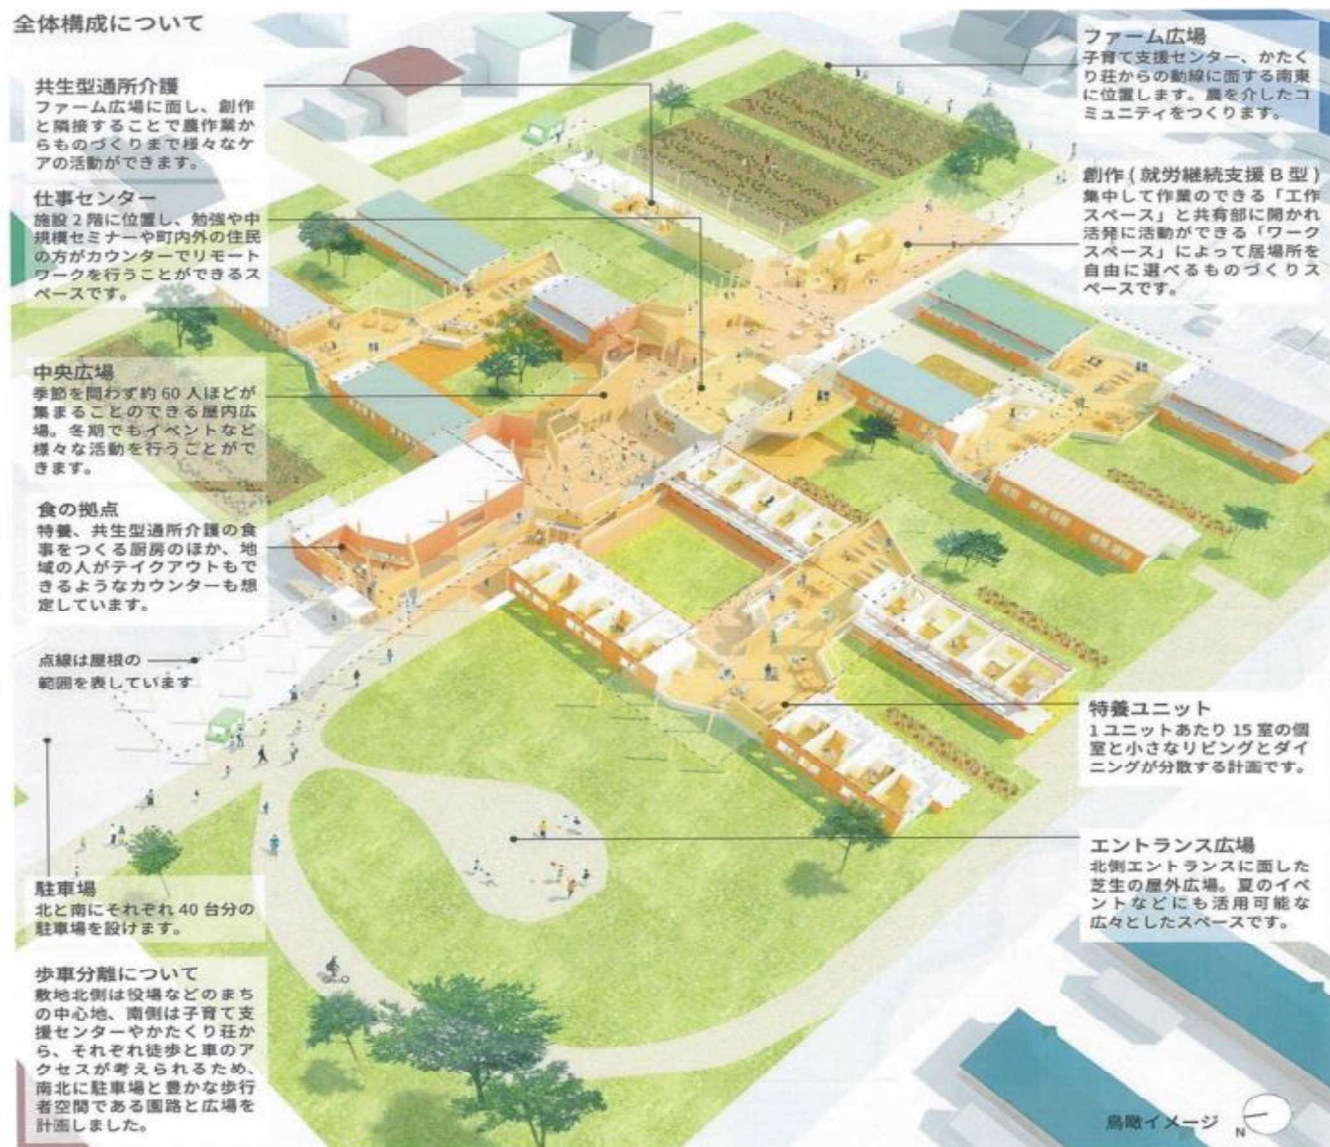 全体構成について
共生型通所介護
ファーム広場に面し、創作
と隣接することで農作業か
らものづくりまで様々なケ
アの活動ができます。
仕事センター
施設2階に位置し、勉強や中
規模セミナーや町内外の住民
の方がカウンターでリモート
ワークを行うことができるス
ペースです。
中央広場
季節を問わず約60人ほどが
集まることのできる屋内広
場。冬期でもイベントなど
様々な活動を行うことがで
きます。
食の拠点
特養、共生型通所介護の食
事をつくる厨房のほか、地
域の人がテイクアウトもで
きるようなカウンターも想
定しています。
点線は屋根の
範囲を表しています
駐車場
北と南にそれぞれ40台分の
駐車場を設けます。
歩車分離について
敷地北側は役場などのまち
の中心地、南側は子育て支
援センターやかたくり荘か
ら、それぞれ徒歩と車のア
クセスが考えられるため、
南北に駐車場と豊かな歩行
者空間である園路と広場を
計画しました。
ファーム広場
子育て支援センター、かたく
り荘からの動線に面する南東
に位置します。農を介したコ
ミュニティをつくります。
創作(就労継続支援B型)
集中して作業のできる「工作
スペース」と共有部に開かれ
活発に活動ができる「ワーク
スペース」によって居場所を
自由に選べるものづくりス
ペースです。
特養ユニット
1ユニットあたり15室の個
室と小さなリビングとダイ
ニングが分散する計画です。
エントランス広場
北側エントランスに面した
芝生の屋外広場。夏のイベ
ントなどにも活用可能な
広々としたスペースです。
鳥瞰イメージ
N